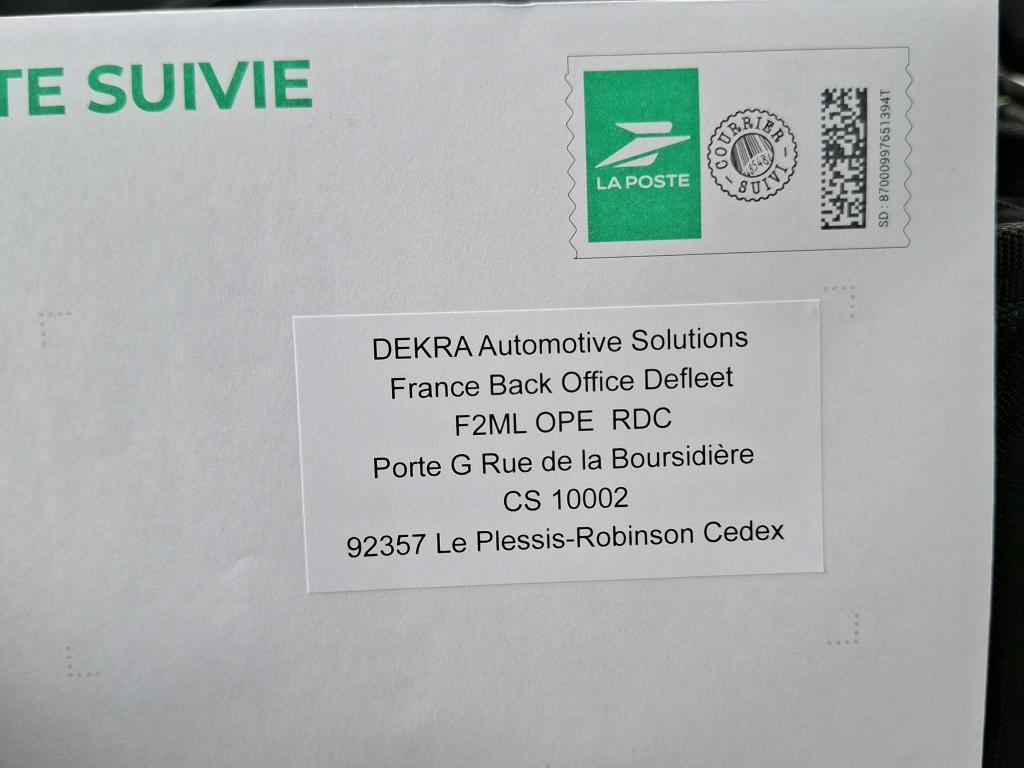 TE SUIVIE
LA POSTE
COURRIER
8548
SUIVI
SD : 87000997651394T
DEKRA Automotive Solutions
France Back Office Defleet
F2ML OPE RDC
Porte G Rue de la Boursidière
CS 10002
92357 Le Plessis-Robinson Cedex